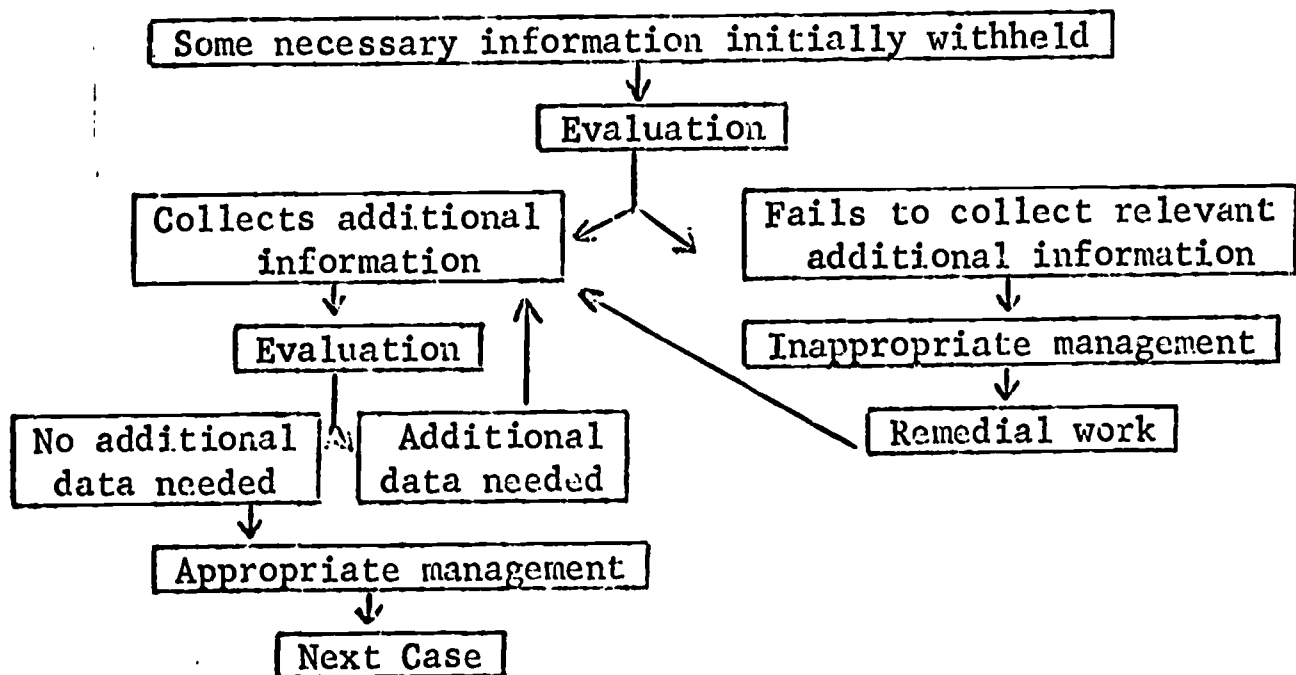 Some necessary information initially withheld
Evaluation
Collects additional
information
Fails to collect relevant
additional information
Evaluation
Inappropriate management
No additional
data needed
Additional
data needed
Remedial work
Appropriate management
Next Case